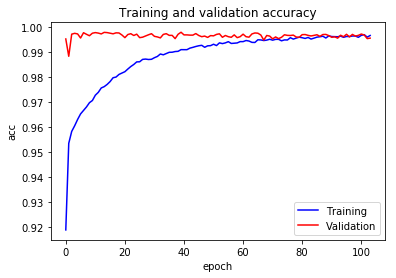 Training and validation accuracy
acc
1.00
0.99
0.98
0.97
0.96
0.95
0.94
0.93
0.92
0 20 40 60 80 100
epoch
Training
Validation